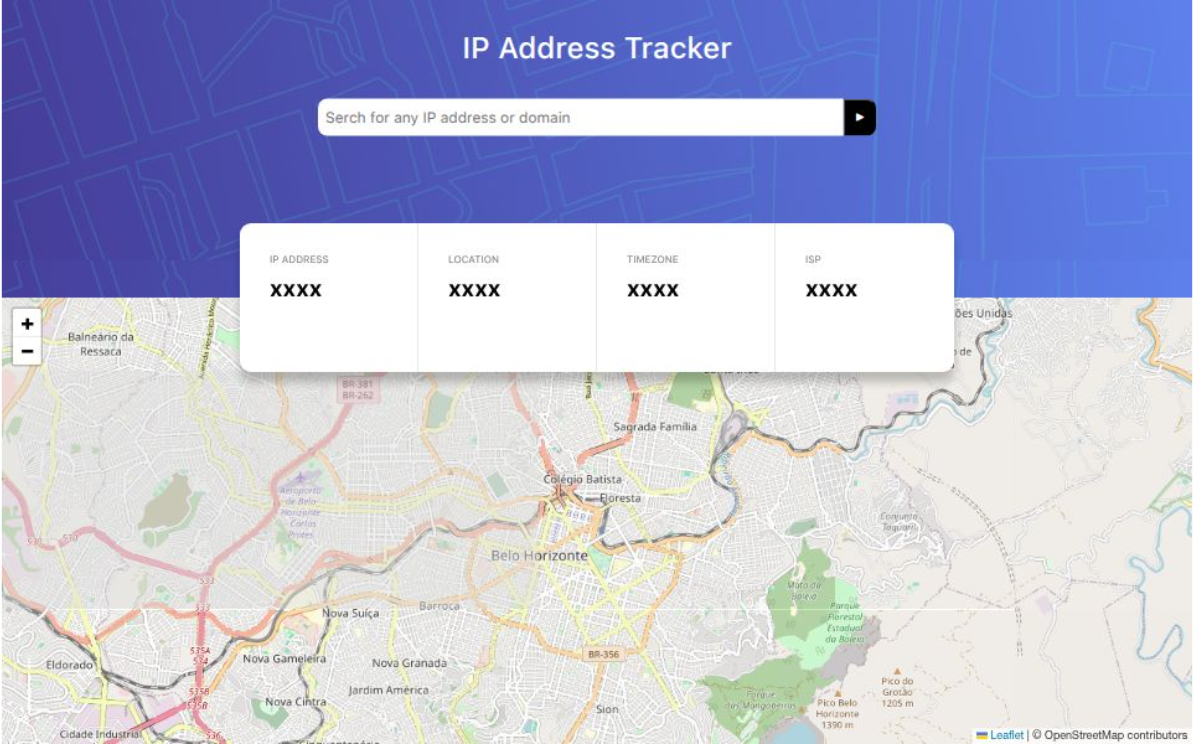 IP Address Tracker
Serch for any IP address or domain
IP ADDRESS
xxxx
LOCATION
xxxx
TIMEZONE
xxxx
ISP
xxxx
+
−
Balneário da
Ressaca
ões Unidas
o de
BR-381
BR-262
Sagrada Família
Colégio Batista
Floresta
Aeroporto
de Belo
Horizonte
Carlos
Prates
Conjunto
Taquaril
Belo Horizonte
Mata da
Baleia
Parque
Florestal
Estadual
da Baleia
Nova Suíça
Barroca
BR-356
Eldorado
Nova Gameleira
Nova Granada
Jardim América
Nova Cintra
Sion
Parque
das Mangabeiras
Pico do
Grotão
1205 m
Pico Belo
Horizonte
1390 m
Cidade Industrial
Leaflet | © OpenStreetMap contributors